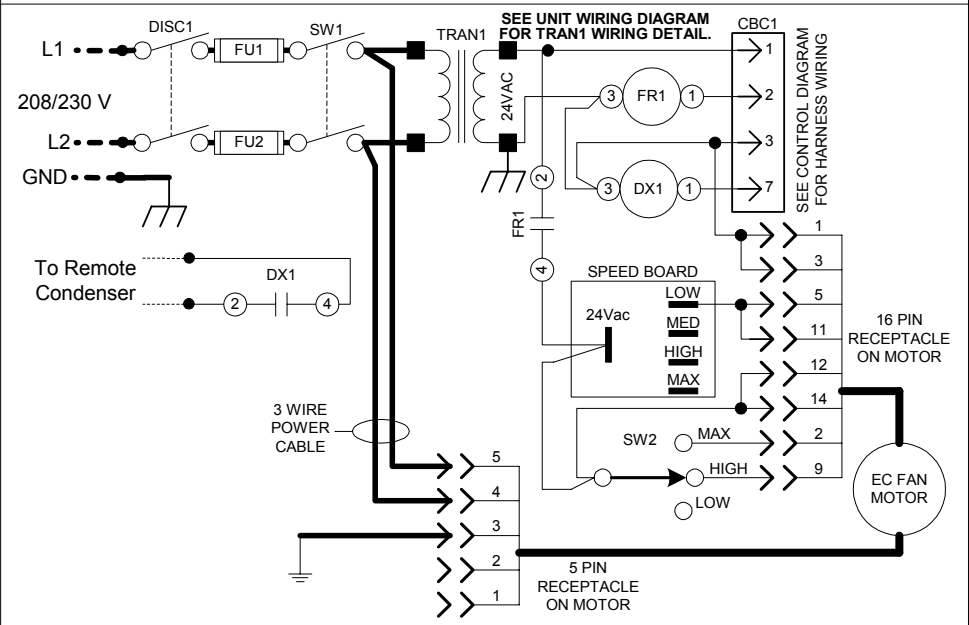 SEE UNIT WIRING DIAGRAM
FOR TRAN1 WIRING DETAIL.
DISC1
SW1
TRAN1
CBC1
L1
FU1
24VAC
1
3
FR1
1
2
208/230 V
L2
FU2
3
3
DX1
1
7
SEE CONTROL DIAGRAM
FOR HARNESS WIRING
GND
2
FR1
4
1
3
To Remote
Condenser
DX1
2
4
SPEED BOARD
LOW
24Vac
MED
HIGH
MAX
5
11
12
14
16 PIN
RECEPTACLE
ON MOTOR
3 WIRE
POWER
CABLE
SW2
MAX
2
HIGH
9
LOW
EC FAN
MOTOR
5
4
3
2
1
5 PIN
RECEPTACLE
ON MOTOR